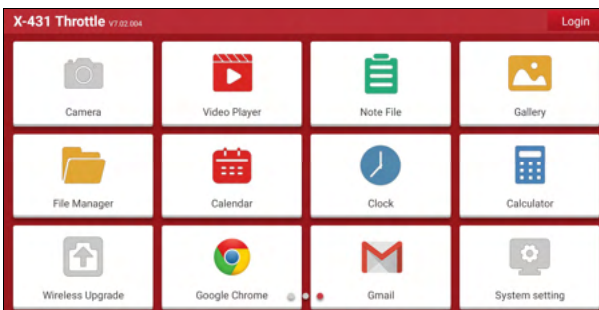 X-431 Throttle V7.02.004 Login
Camera Video Player Note File Gallery
File Manager Calendar Clock Calculator
Wireless Upgrade Google Chrome Gmail System setting